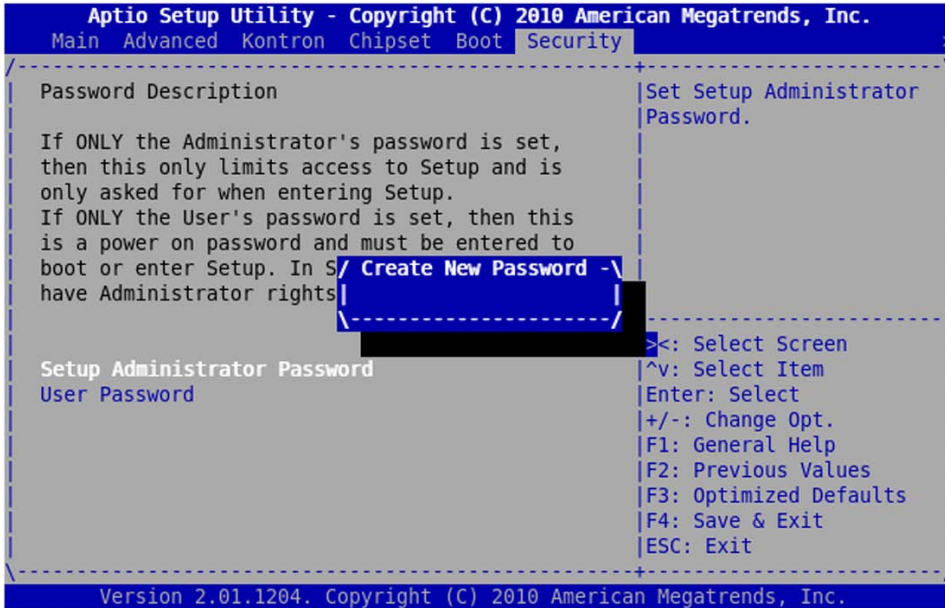 Aptio Setup Utility - Copyright (C) 2010 American Megatrends, Inc.
Main Advanced Kontron Chipset Boot Security
Password Description
If ONLY the Administrator's password is set,
then this only limits access to Setup and is
only asked for when entering Setup.
If ONLY the User's password is set, then this
is a power on password and must be entered to
boot or enter Setup. In S
have Administrator rights
/ Create New Password -\
Setup Administrator Password
User Password
Set Setup Administrator
Password.
><: Select Screen
^v: Select Item
Enter: Select
+/-: Change Opt.
F1: General Help
F2: Previous Values
F3: Optimized Defaults
F4: Save & Exit
ESC: Exit
Version 2.01.1204. Copyright (C) 2010 American Megatrends, Inc.